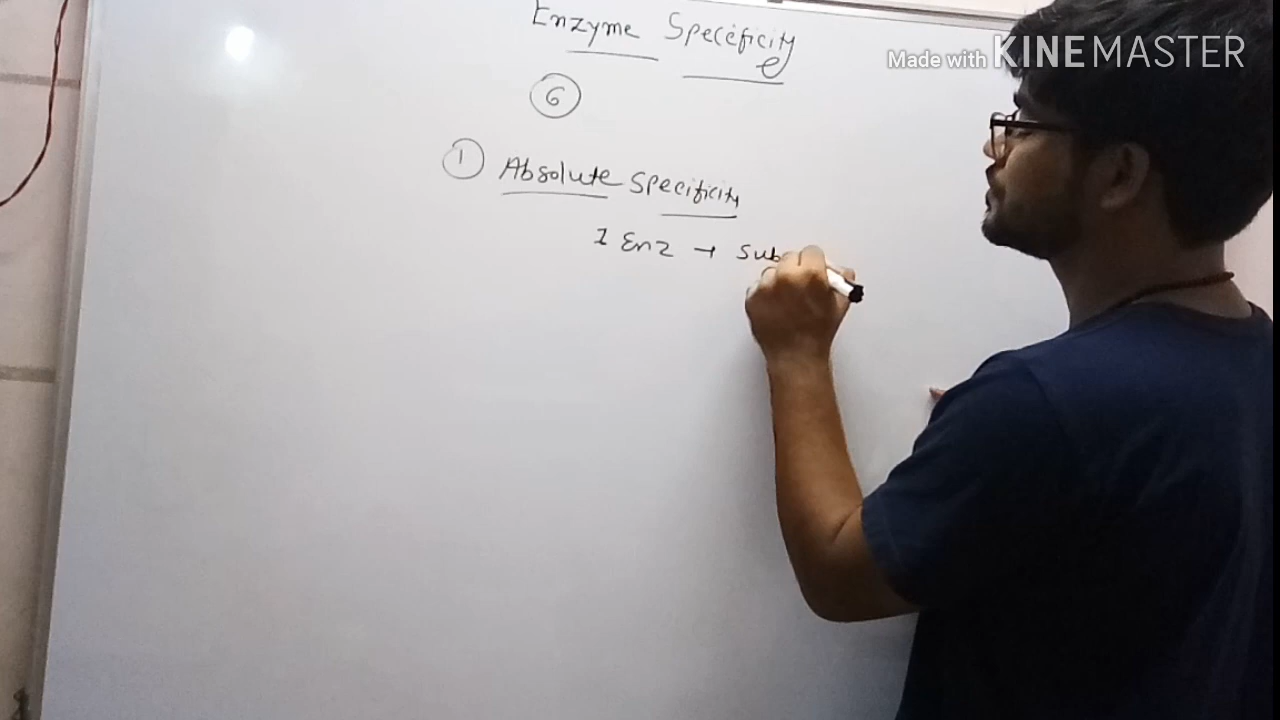 Enzyme Specificity
Made with KINEMASTER
6
1 Absolute Specificity
1 Enz → Sub